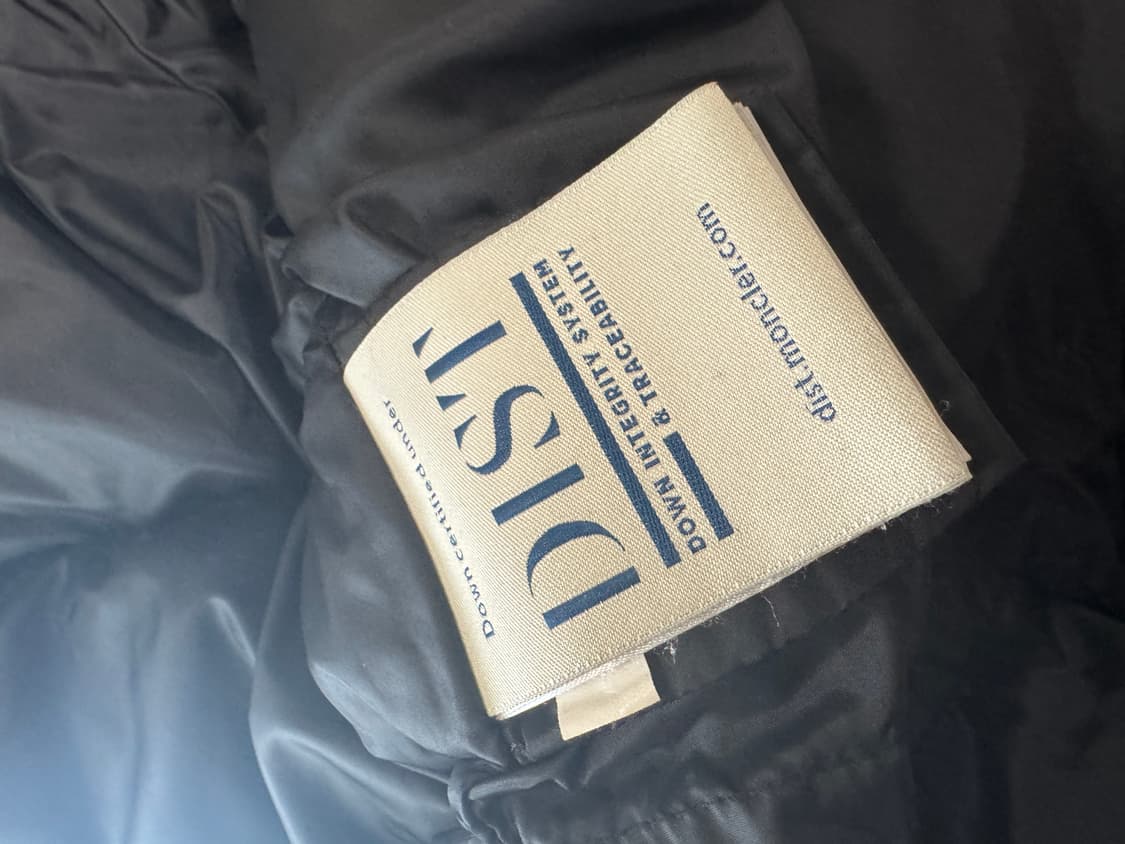 Down certified under
DIST
DOWN INTEGRITY SYSTEM
& TRACEABILITY
dist.moncler.com